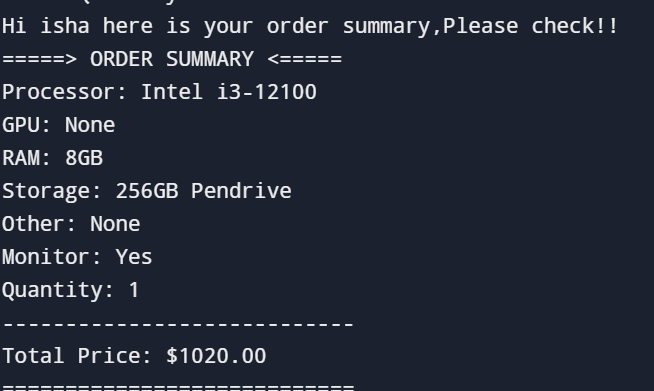 Hi isha here is your order summary,Please check!!
=====> ORDER SUMMARY <=====
Processor: Intel i3-12100
GPU: None
RAM: 8GB
Storage: 256GB Pendrive
Other: None
Monitor: Yes
Quantity: 1
----------------------------
Total Price: $1020.00
============================